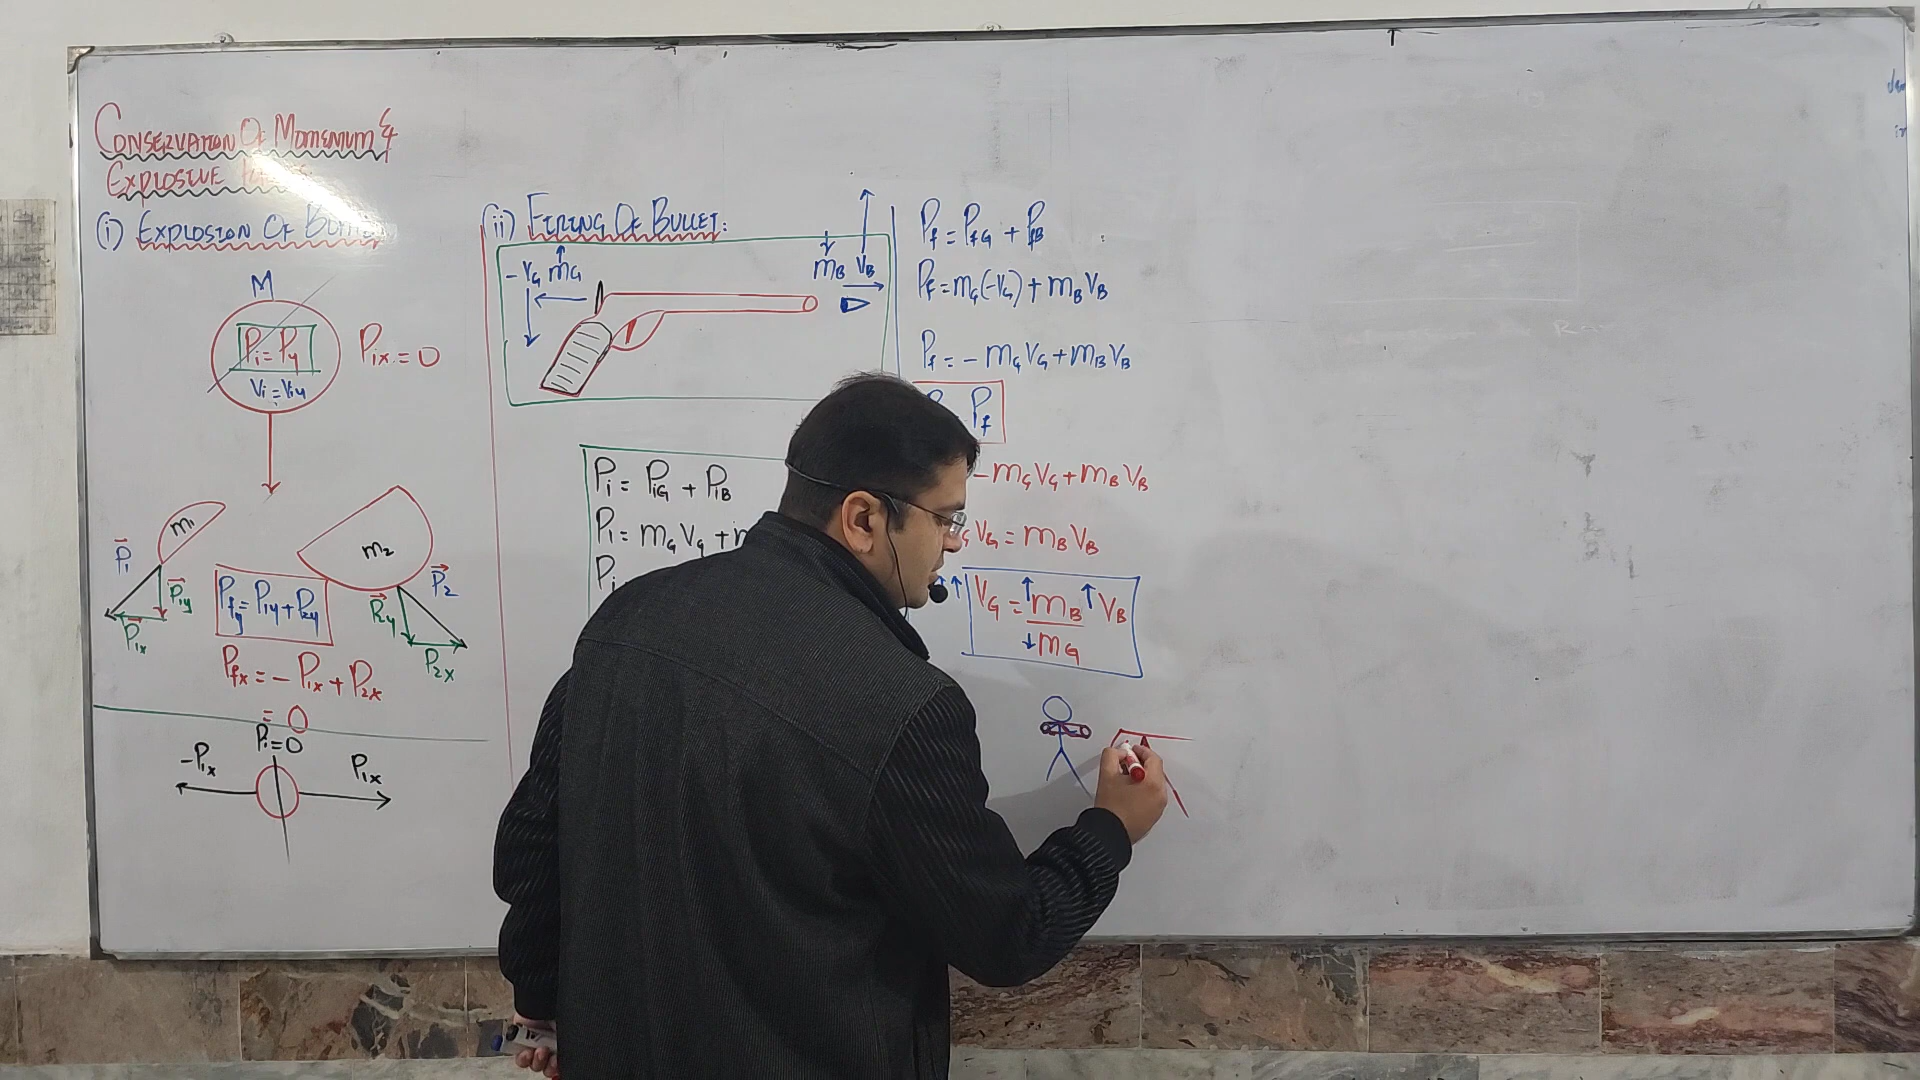 CONSERVATION OF MOMENTUM &
EXPLOSIVE
(i) EXPLOSION OF
M
Pi = Py
Vi = Viy
Pix = 0
m1
m2
P1
P1y
P1x
Pfy = P1y + P2y
P2
P2y
P2x
Pfx = - P1x + P2x
= 0
Pi = 0
-P1x
P1x
(ii) FIRING OF BULLET:
-VG mG
mB VB
Pi = PiG + PiB
Pi = mG VG +
Pi
Pf = PfG + PfB
Pf = mG(-VG) + mB VB
Pf = - mG VG + mB VB
Pf
- mG VG + mB VB
VG = mB VB
VG = mB VB
mG